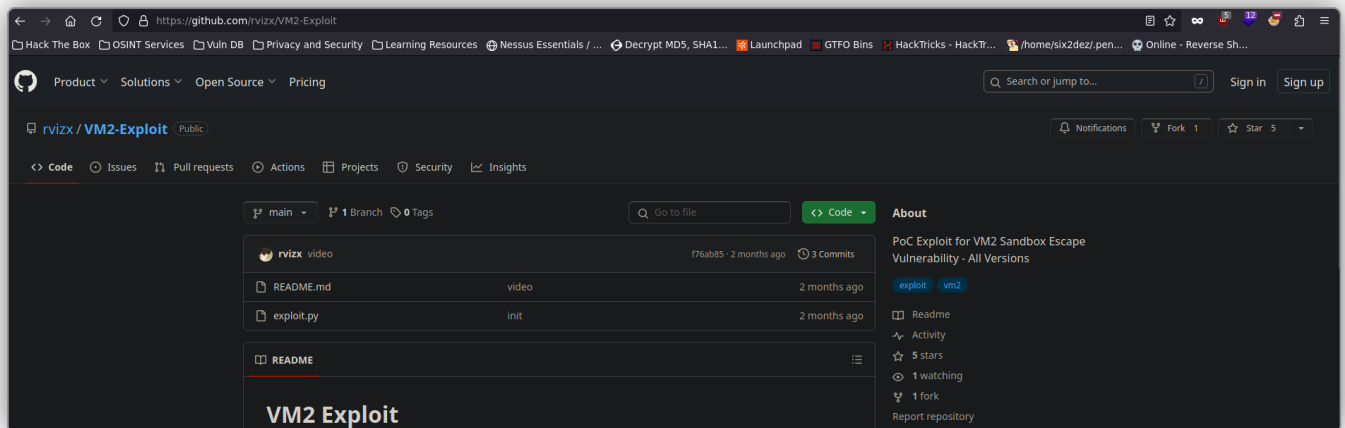 https://github.com/rvizx/VM2-Exploit
5 12
Hack The Box OSINT Services Vuln DB Privacy and Security Learning Resources Nessus Essentials / ... Decrypt MD5, SHA1... Launchpad GTFO Bins HackTricks - HackTr... /home/six2dez/.pen... Online - Reverse Sh...
Product Solutions Open Source Pricing Search or jump to... / Sign in Sign up
rvizx / VM2-Exploit Public Notifications Fork 1 Star 5
<> Code Issues Pull requests Actions Projects Security Insights
main 1 Branch 0 Tags Go to file <> Code About
PoC Exploit for VM2 Sandbox Escape
Vulnerability - All Versions
rvizx video f76ab85 · 2 months ago 3 Commits
exploit vm2
README.md video 2 months ago
exploit.py init 2 months ago
Readme
Activity
5 stars
1 watching
1 fork
Report repository
README
VM2 Exploit